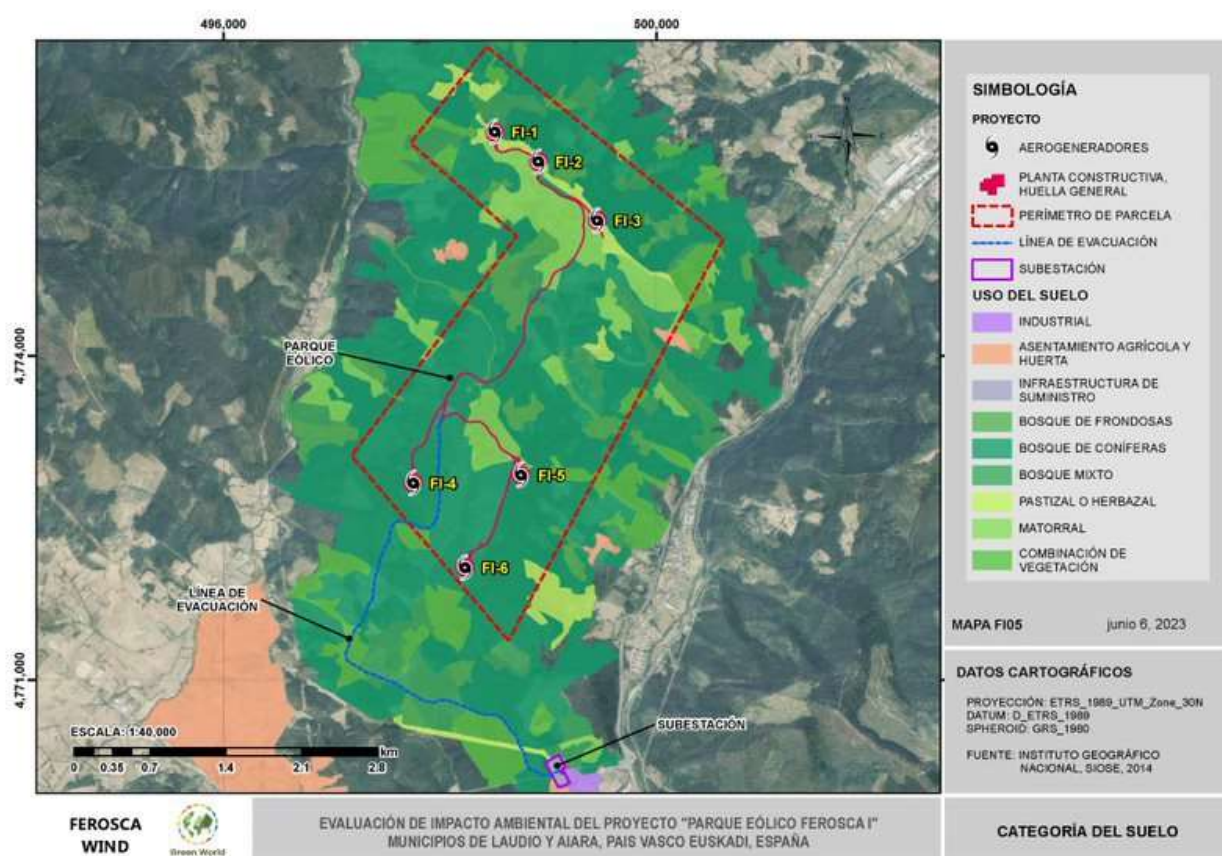 496,000
500,000
4,774,000
4,771,000
FI-1
FI-2
FI-3
PARQUE
EÓLICO
FI-4
FI-5
FI-6
LÍNEA DE
EVACUACIÓN
SUBESTACIÓN
ESCALA: 1:40,000
km
0 0.35 0.7 1.4 2.1 2.8
SIMBOLOGÍA
PROYECTO
AEROGENERADORES
PLANTA CONSTRUCTIVA,
HUELLA GENERAL
PERÍMETRO DE PARCELA
LÍNEA DE EVACUACIÓN
SUBESTACIÓN
USO DEL SUELO
INDUSTRIAL
ASENTAMIENTO AGRÍCOLA Y
HUERTA
INFRAESTRUCTURA DE
SUMINISTRO
BOSQUE DE FRONDOSAS
BOSQUE DE CONÍFERAS
BOSQUE MIXTO
PASTIZAL O HERBAZAL
MATORRAL
COMBINACIÓN DE
VEGETACIÓN
MAPA FI05 junio 6, 2023
DATOS CARTOGRÁFICOS
PROYECCIÓN: ETRS_1989_UTM_Zone_30N
DATUM: D_ETRS_1989
SPHEROID: GRS_1980
FUENTE: INSTITUTO GEOGRÁFICO
NACIONAL, SIOSE, 2014
FEROSCA
WIND
Green World
EVALUACIÓN DE IMPACTO AMBIENTAL DEL PROYECTO "PARQUE EÓLICO FEROSCA I"
MUNICIPIOS DE LAUDIO Y AIARA, PAIS VASCO EUSKADI, ESPAÑA
CATEGORÍA DEL SUELO